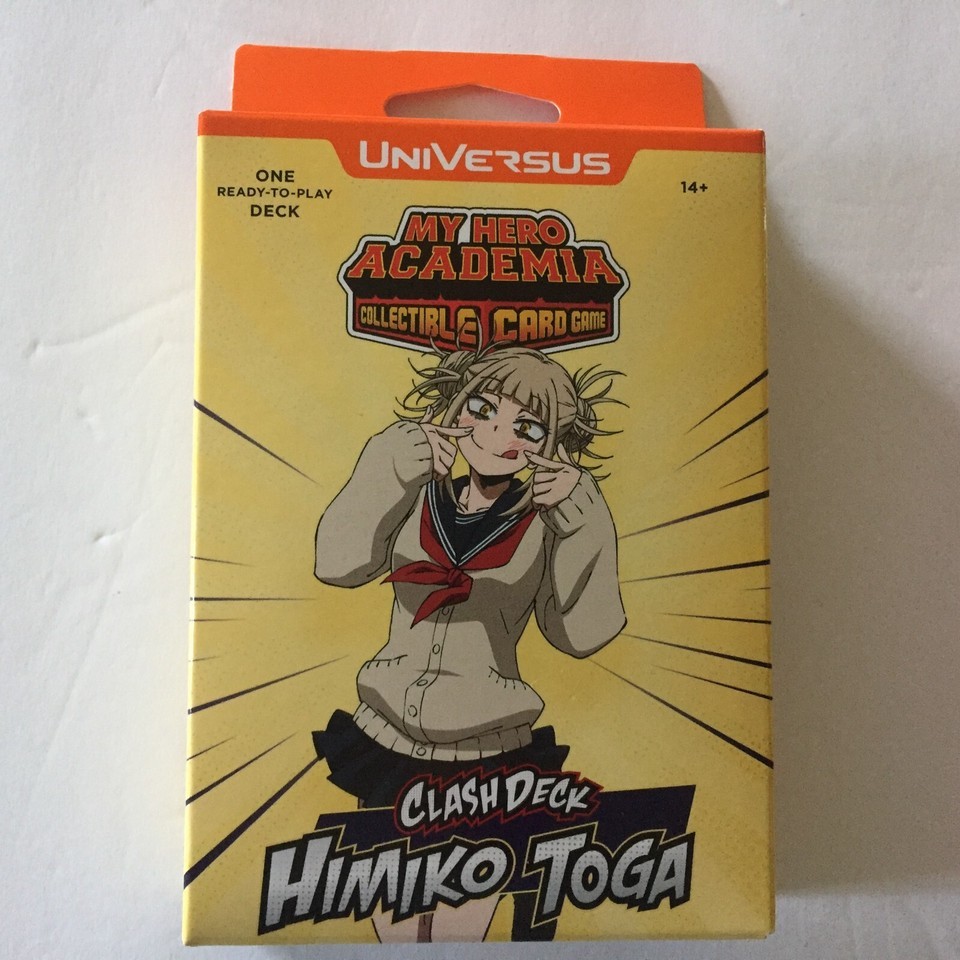 UNIVERSUS
ONE
READY-TO-PLAY
DECK
14+
MY HERO
ACADEMIA
COLLECTIBLE CARD GAME
CLASH DECK
HIMIKO TOGA